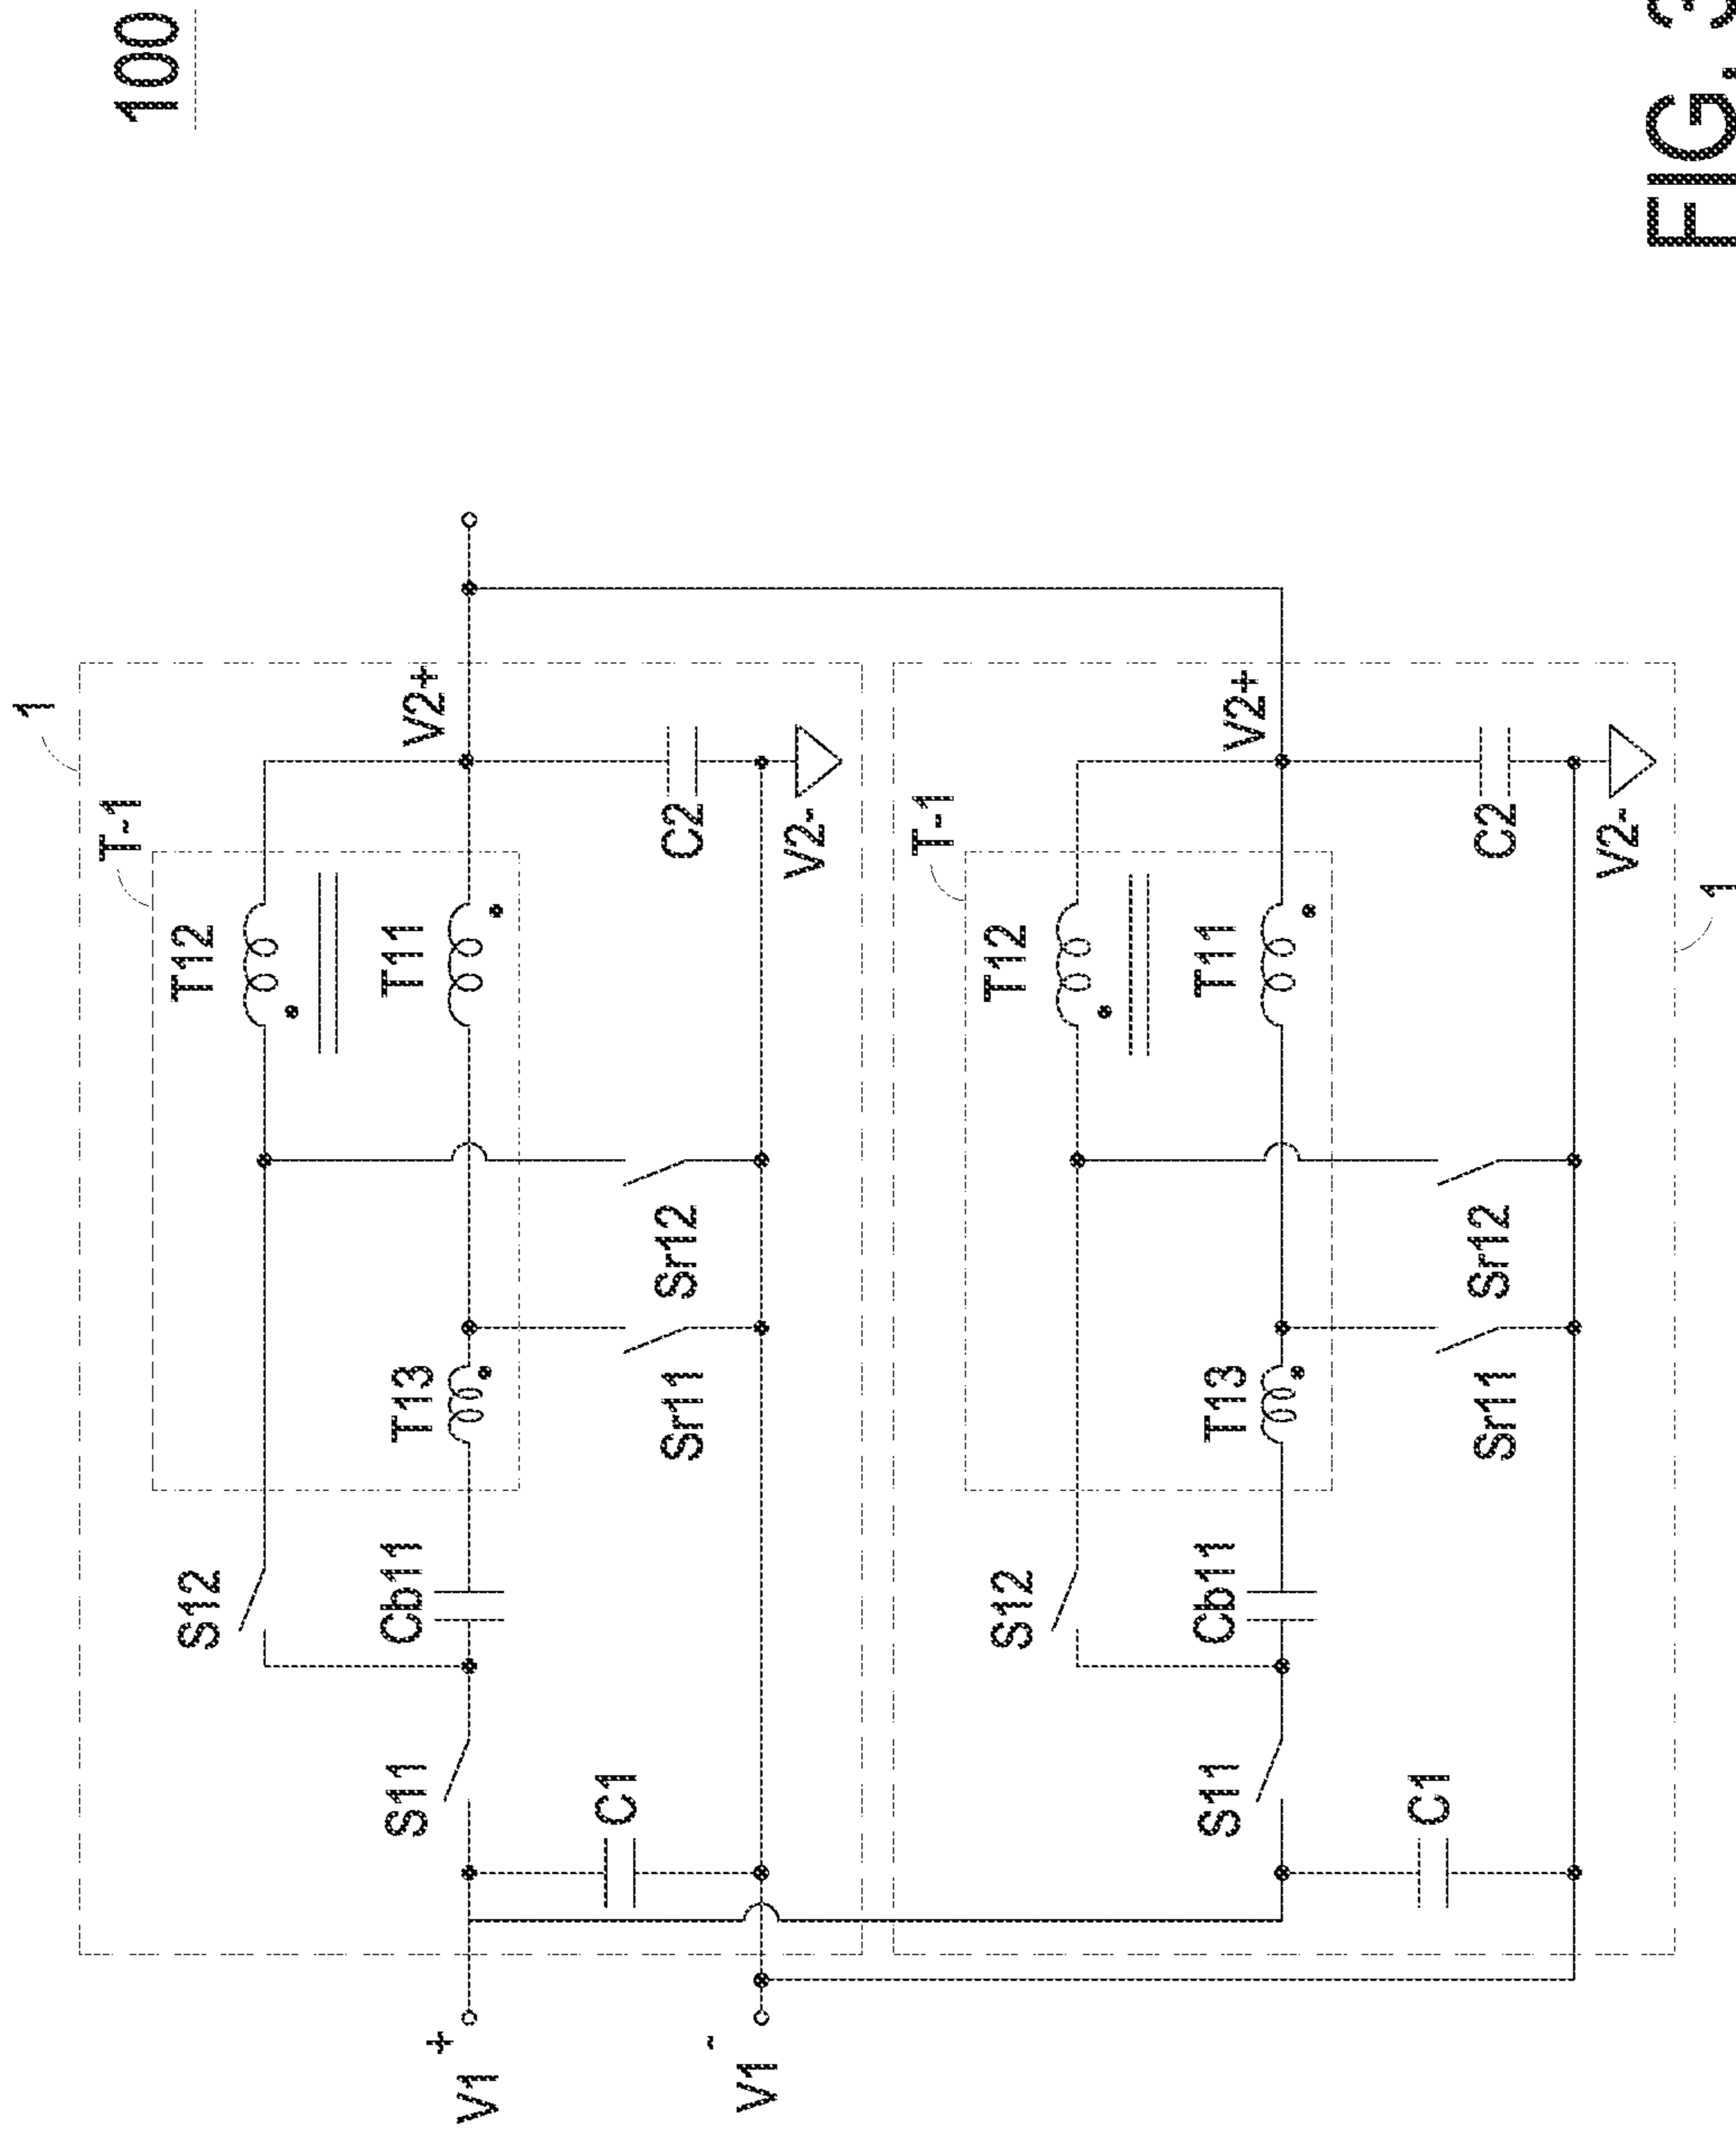 100
1
T-1
S12
T12
S11
Cb11
T13
T11
V2+
V1 +
C1
Sr11
Sr12
C2
V1 -
V2-
T-1
S12
T12
S11
Cb11
T13
T11
V2+
C1
Sr11
Sr12
C2
V2-
1
FIG. 3